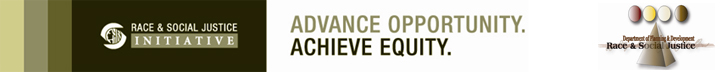 RACE & SOCIAL JUSTICE
INITIATIVE
ADVANCE OPPORTUNITY.
ACHIEVE EQUITY.
Department of Planning & Development
Race & Social Justice